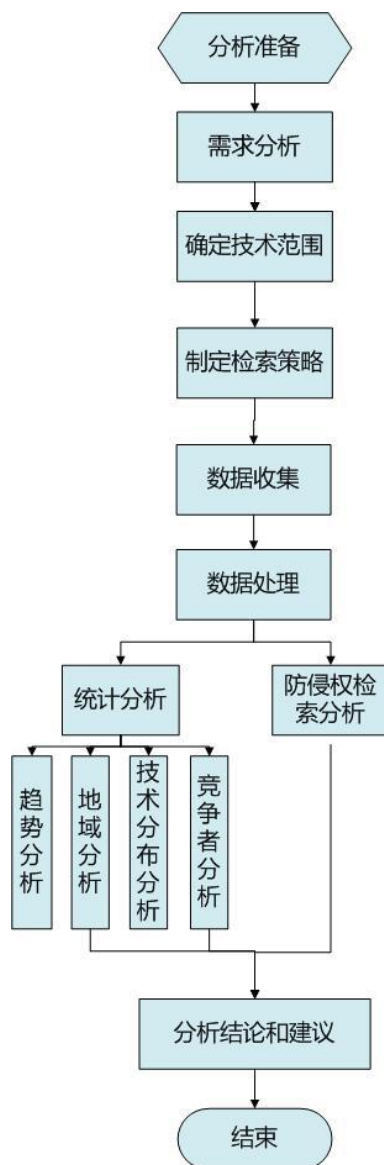 分析准备
需求分析
确定技术范围
制定检索策略
数据收集
数据处理
统计分析
防侵权检
索分析
趋势分析
地域分析
技术分布分析
竞争者分析
分析结论和建议
结束